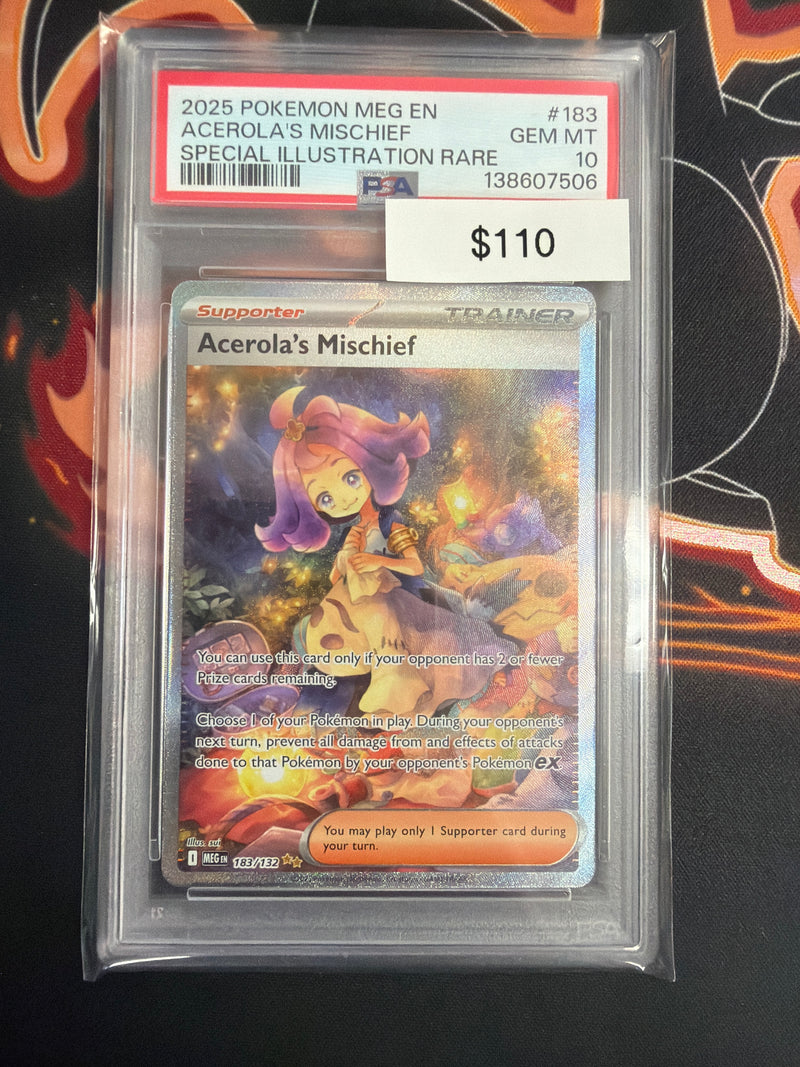 2025 POKEMON MEG EN #183
ACEROLA'S MISCHIEF GEM MT
SPECIAL ILLUSTRATION RARE 10
PSA 138607506
$110
Supporter TRAINER
Acerola's Mischief
You can use this card only if your opponent has 2 or fewer
Prize cards remaining.
Choose 1 of your Pokémon in play. During your opponent's
next turn, prevent all damage from and effects of attacks
done to that Pokémon by your opponent's Pokémon ex
You may play only 1 Supporter card during
your turn.
Illus. sui
I MEG EN 183/132